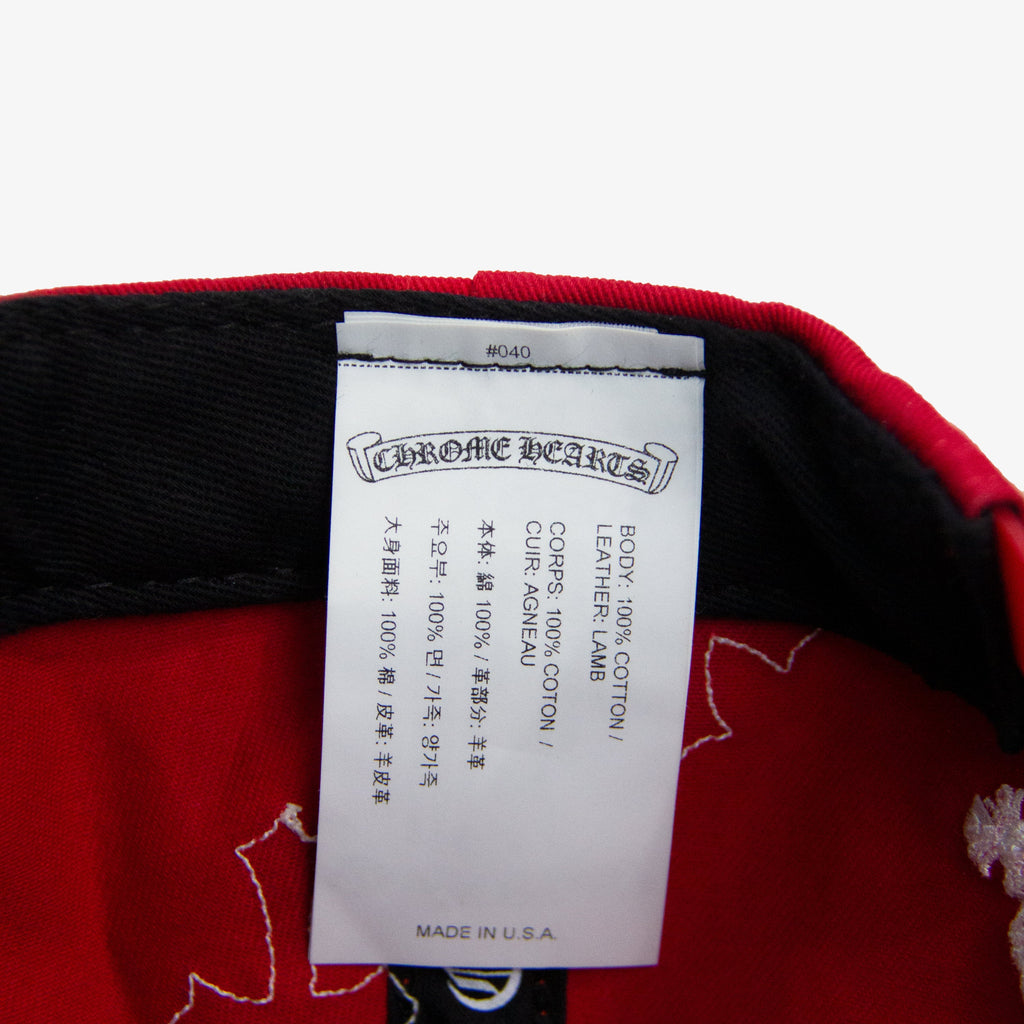 #040
CHROME HEARTS
BODY: 100% COTTON /
LEATHER: LAMB
CORPS: 100% COTON /
CUIR: AGNEAU
本体: 綿 100% / 革部分: 羊革
주요부: 100% 면 / 가죽: 양가죽
大身面料: 100% 棉 / 皮革: 羊皮革
MADE IN U.S.A.